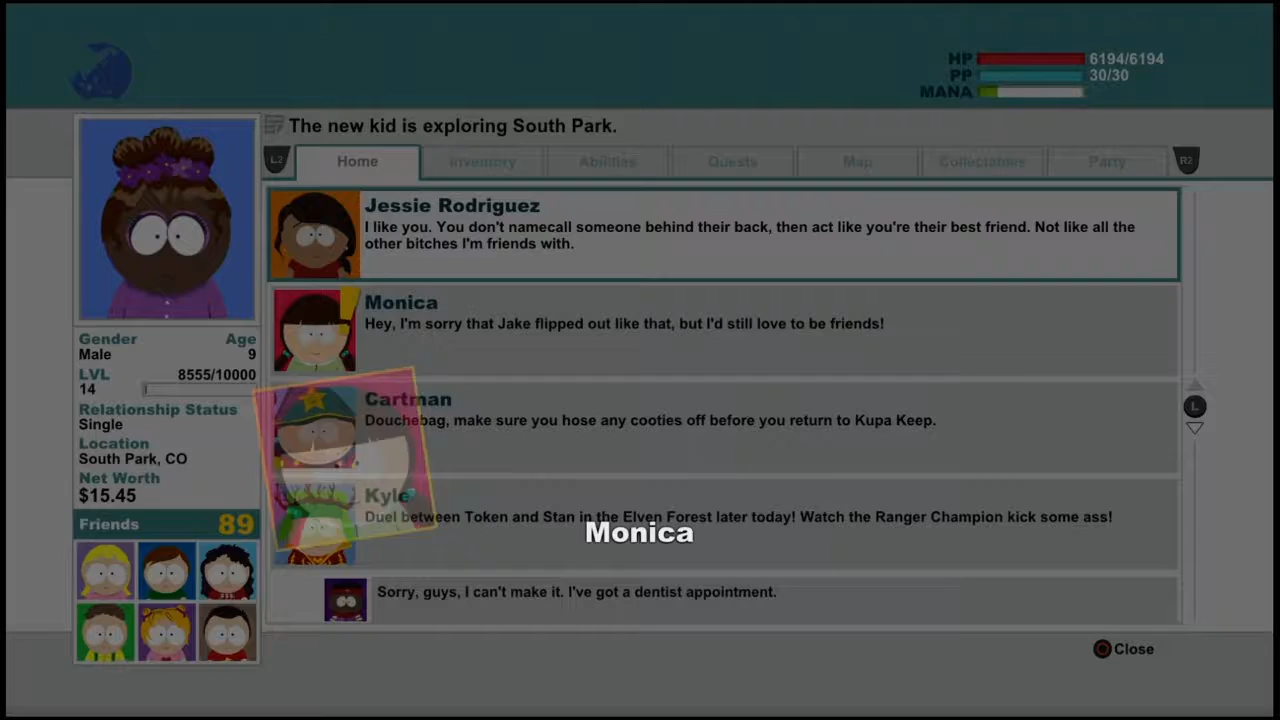 HP 6194/6194
PP 30/30
MANA
The new kid is exploring South Park.
L2 Home Inventory Abilities Quests Map Collectables Party R2
Jessie Rodriguez
I like you. You don't namecall someone behind their back, then act like you're their best friend. Not like all the
other bitches I'm friends with.
Monica
Hey, I'm sorry that Jake flipped out like that, but I'd still love to be friends!
Gender Age
Male 9
LVL 8555/10000
14
Relationship Status
Single
Location
South Park, CO
Net Worth
$15.45
Friends 89
Cartman
Douchebag, make sure you hose any cooties off before you return to Kupa Keep.
L
Kyle
Duel between Token and Stan in the Elven Forest later today! Watch the Ranger Champion kick some ass!
Monica
Sorry, guys, I can't make it. I've got a dentist appointment.
Close